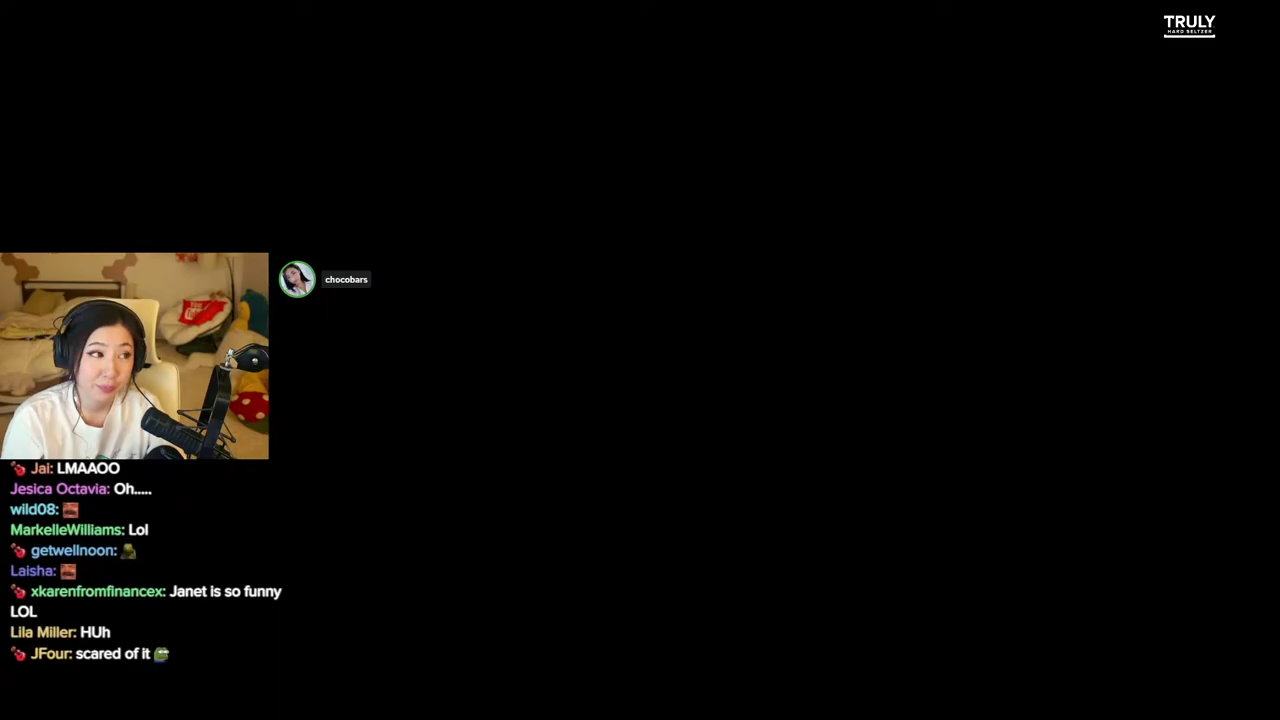 TRULY
HARD SELTZER
chocobars
Jai: LMAAOO
Jesica Octavia: Oh.....
wild08:
MarkelleWilliams: Lol
getwellnoon:
Laisha:
xkarenfromfinancex: Janet is so funny
LOL
Lila Miller: HUh
JFour: scared of it